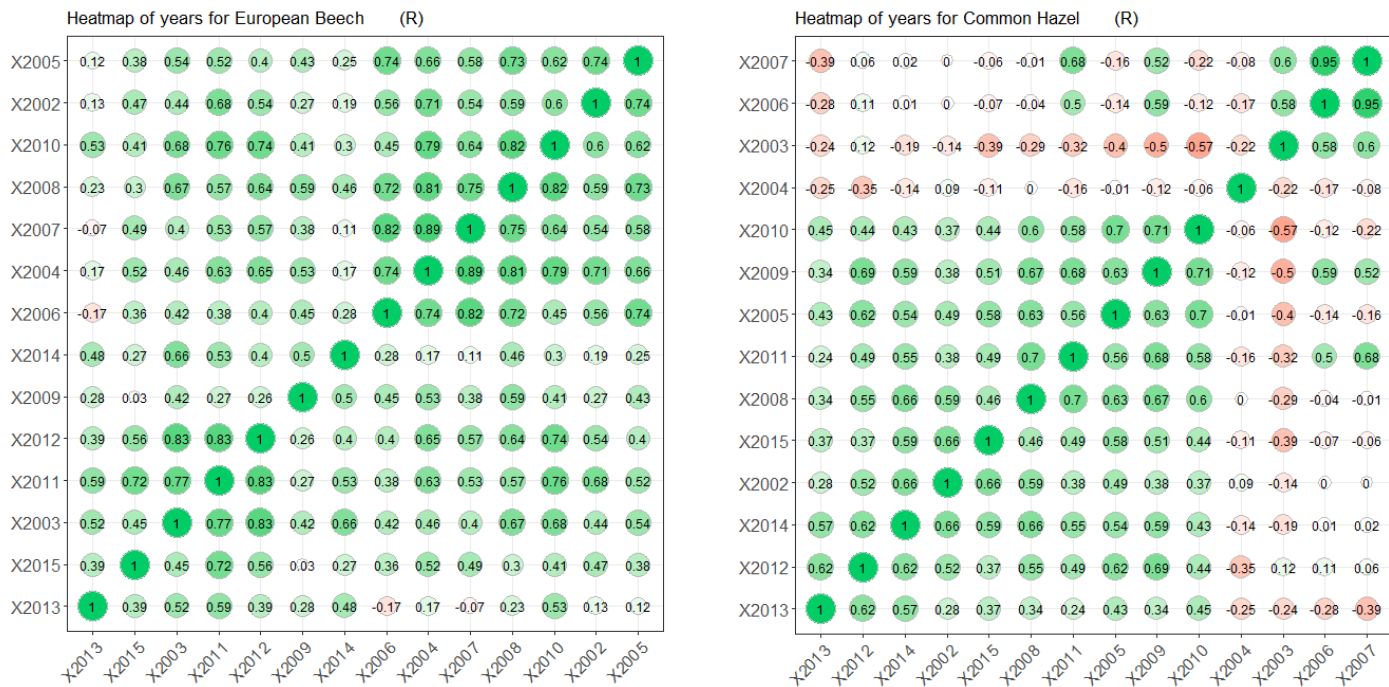 Heatmap of years for European Beech (R)
X2005 0.12 0.38 0.54 0.52 0.4 0.43 0.25 0.74 0.66 0.58 0.73 0.62 0.74 1
X2002 0.13 0.47 0.44 0.68 0.54 0.27 0.19 0.56 0.71 0.54 0.59 0.6 1 0.74
X2010 0.53 0.41 0.68 0.76 0.74 0.41 0.3 0.45 0.79 0.64 0.82 1 0.6 0.62
X2008 0.23 0.3 0.67 0.57 0.64 0.59 0.46 0.72 0.81 0.75 1 0.82 0.59 0.73
X2007 -0.07 0.49 0.4 0.53 0.57 0.38 0.11 0.82 0.89 1 0.75 0.64 0.54 0.58
X2004 0.17 0.52 0.46 0.63 0.65 0.53 0.17 0.74 1 0.89 0.81 0.79 0.71 0.66
X2006 -0.17 0.36 0.42 0.38 0.4 0.45 0.28 1 0.74 0.82 0.72 0.45 0.56 0.74
X2014 0.48 0.27 0.66 0.53 0.4 0.5 1 0.28 0.17 0.11 0.46 0.3 0.19 0.25
X2009 0.28 0.03 0.42 0.27 0.26 1 0.5 0.45 0.53 0.38 0.59 0.41 0.27 0.43
X2012 0.39 0.56 0.83 0.83 1 0.26 0.4 0.4 0.65 0.57 0.64 0.74 0.54 0.4
X2011 0.59 0.72 0.77 1 0.83 0.27 0.53 0.38 0.63 0.53 0.57 0.76 0.68 0.52
X2003 0.52 0.45 1 0.77 0.83 0.42 0.66 0.42 0.46 0.4 0.67 0.68 0.44 0.54
X2015 0.39 1 0.45 0.72 0.56 0.03 0.27 0.36 0.52 0.49 0.3 0.41 0.47 0.38
X2013 1 0.39 0.52 0.59 0.39 0.28 0.48 -0.17 0.17 -0.07 0.23 0.53 0.13 0.12
X2013 X2015 X2003 X2011 X2012 X2009 X2014 X2006 X2004 X2007 X2008 X2010 X2002 X2005
Heatmap of years for Common Hazel (R)
X2007 -0.39 0.06 0.02 0 -0.06 -0.01 0.68 -0.16 0.52 -0.22 -0.08 0.6 0.95 1
X2006 -0.28 0.11 0.01 0 -0.07 -0.04 0.5 -0.14 0.59 -0.12 -0.17 0.58 1 0.95
X2003 -0.24 0.12 -0.19 -0.14 -0.39 -0.29 -0.32 -0.4 -0.5 -0.57 -0.22 1 0.58 0.6
X2004 -0.25 -0.35 -0.14 0.09 -0.11 0 -0.16 -0.01 -0.12 -0.06 1 -0.22 -0.17 -0.08
X2010 0.45 0.44 0.43 0.37 0.44 0.6 0.58 0.7 0.71 1 -0.06 -0.57 -0.12 -0.22
X2009 0.34 0.69 0.59 0.38 0.51 0.67 0.68 0.63 1 0.71 -0.12 -0.5 0.59 0.52
X2005 0.43 0.62 0.54 0.49 0.58 0.63 0.56 1 0.63 0.7 -0.01 -0.4 -0.14 -0.16
X2011 0.24 0.49 0.55 0.38 0.49 0.7 1 0.56 0.68 0.58 -0.16 -0.32 0.5 0.68
X2008 0.34 0.55 0.66 0.59 0.46 1 0.7 0.63 0.67 0.6 0 -0.29 -0.04 -0.01
X2015 0.37 0.37 0.59 0.66 1 0.46 0.49 0.58 0.51 0.44 -0.11 -0.39 -0.07 -0.06
X2002 0.28 0.52 0.66 1 0.66 0.59 0.38 0.49 0.38 0.37 0.09 -0.14 0 0
X2014 0.57 0.62 1 0.66 0.59 0.66 0.55 0.54 0.59 0.43 -0.14 -0.19 0.01 0.02
X2012 0.62 1 0.62 0.52 0.37 0.55 0.49 0.62 0.69 0.44 -0.35 0.12 0.11 0.06
X2013 1 0.62 0.57 0.28 0.37 0.34 0.24 0.43 0.34 0.45 -0.25 -0.24 -0.28 -0.39
X2013 X2012 X2014 X2002 X2015 X2008 X2011 X2005 X2009 X2010 X2004 X2003 X2006 X2007